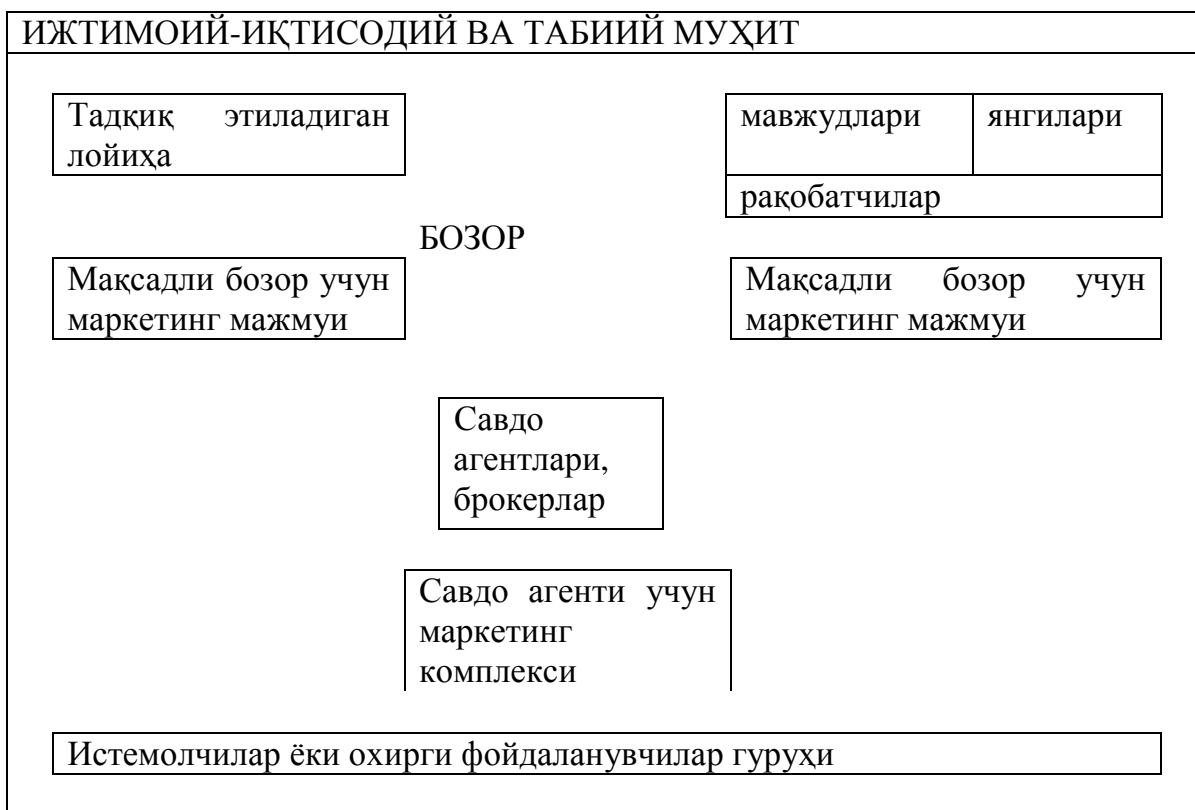 ИЖТИМОИЙ-ИҚТИСОДИЙ ВА ТАБИИЙ МУҲИТ
Тадқиқ этиладиган
лойиҳа
мавжудлари
янгилари
рақобатчилар
БОЗОР
Мақсадли бозор учун
маркетинг мажмуи
Мақсадли бозор учун
маркетинг мажмуи
Савдо
агентлари,
брокерлар
Савдо агенти учун
маркетинг
комплекси
Истемолчилар ёки охирги фойдаланувчилар гуруҳи